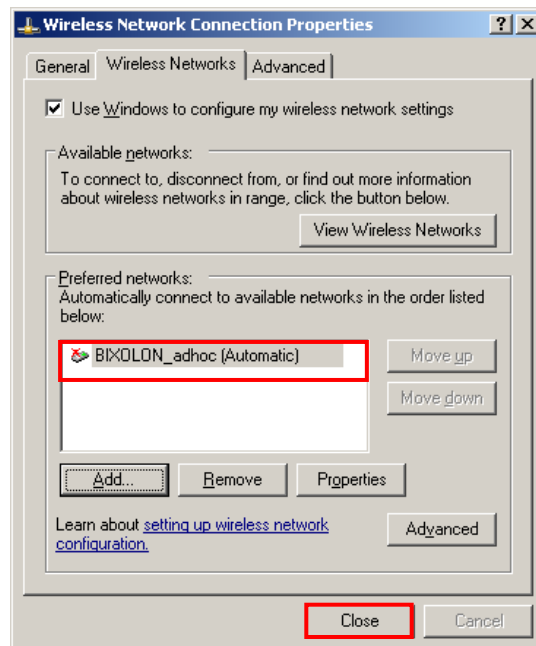 Wireless Network Connection Properties
General Wireless Networks Advanced
Use Windows to configure my wireless network settings
Available networks:
To connect to, disconnect from, or find out more information
about wireless networks in range, click the button below.
View Wireless Networks
Preferred networks:
Automatically connect to available networks in the order listed
below:
BIXOLON_adhoc (Automatic)
Move up
Move down
Add... Remove Properties
Learn about setting up wireless network
configuration.
Advanced
Close Cancel